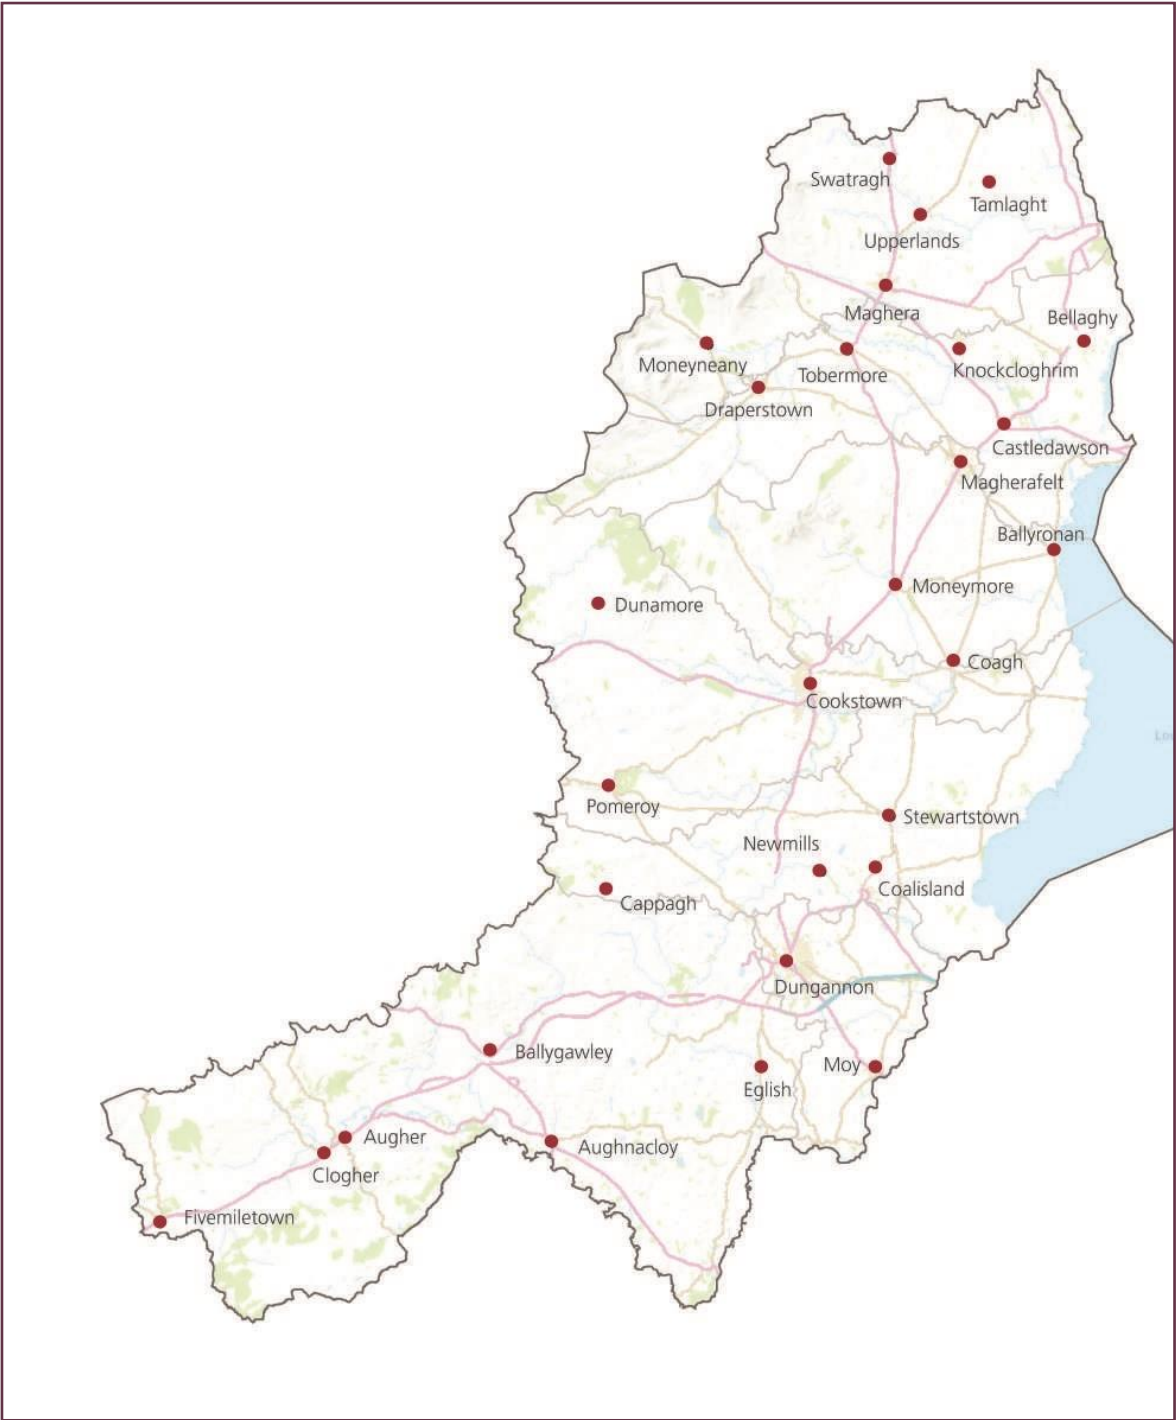 Swatragh
Tamlaght
Upperlands
Maghera
Bellaghy
Moneyneany
Tobermore
Knockcloghrim
Draperstown
Castledawson
Magherafelt
Ballyronan
Moneymore
Dunamore
Coagh
Cookstown
Pomeroy
Stewartstown
Newmills
Coalisland
Cappagh
Dungannon
Ballygawley
Moy
Eglish
Augher
Aughnacloy
Clogher
Fivemiletown